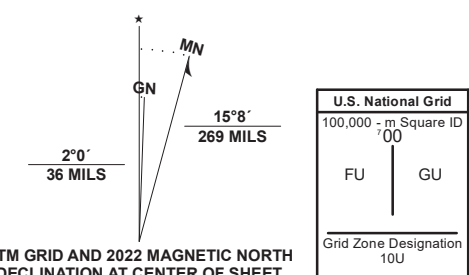 ★
MN
GN
15°8´
269 MILS
2°0´
36 MILS
TM GRID AND 2022 MAGNETIC NORTH
DECLINATION AT CENTER OF SHEET
U.S. National Grid
100,000 - m Square ID
⁷00
FU GU
Grid Zone Designation
10U